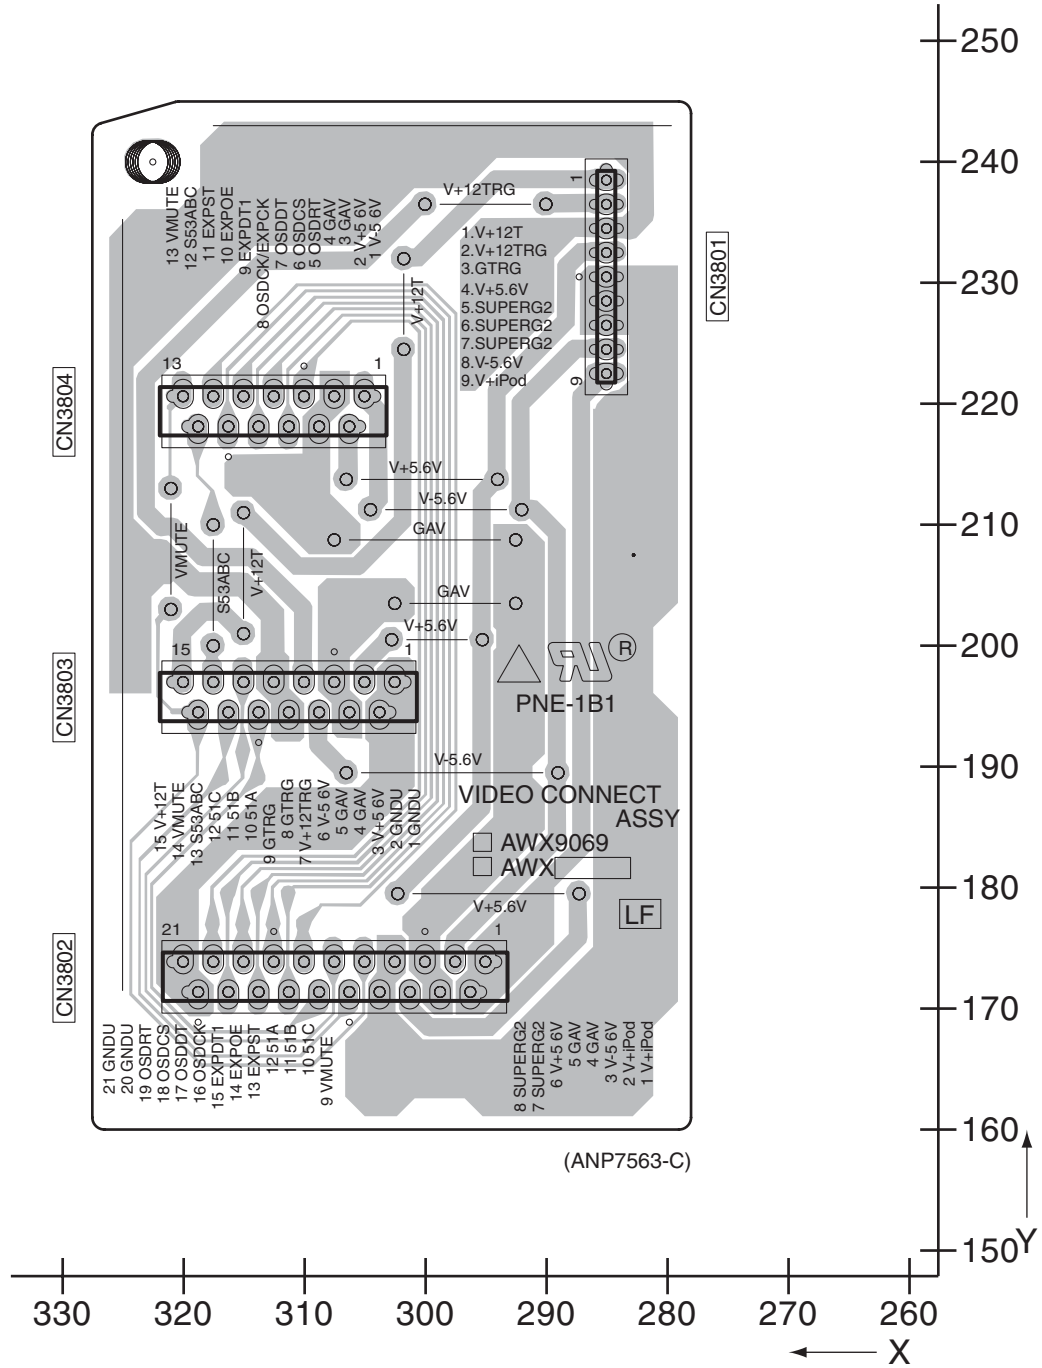 250
240
230
220
210
200
190
180
170
160
150
Y
330
320
310
300
290
280
270
260
X
13 VMUTE
12 S53ABC
11 EXPST
10 EXPOE
9 EXPDT1
8 OSDCK/EXPCK
7 OSDDT
6 OSDCS
5 OSDRT
4 GAV
3 GAV
2 V+5 6V
1 V-5 6V
V+12TRG
V+12T
1
9
CN3801
1.V+12T
2.V+12TRG
3.GTRG
4.V+5.6V
5.SUPERG2
6.SUPERG2
7.SUPERG2
8.V-5.6V
9.V+iPod
CN3804
13
1
V+5.6V
V-5.6V
GAV
VMUTE
S53ABC
V+12T
GAV
V+5.6V
CN3803
15
1
R
PNE-1B1
V-5.6V
VIDEO CONNECT
ASSY
AWX9069
AWX
15 V+12T
14 VMUTE
13 S53ABC
12 51C
11 51B
10 51A
9 GTRG
8 GTRG
7 V+12TRG
6 V-5 6V
5 GAV
4 GAV
3 V+5 6V
2 GNDU
1 GNDU
V+5.6V
LF
CN3802
21
1
21 GNDU
20 GNDU
19 OSDRT
18 OSDCS
17 OSDDT
16 OSDCK
15 EXPDT1
14 EXPOE
13 EXPST
12 51A
11 51B
10 51C
9 VMUTE
8 SUPERG2
7 SUPERG2
6 V+5 6V
5 GAV
4 GAV
3 V-5 6V
2 V+iPod
1 V+iPod
(ANP7563-C)